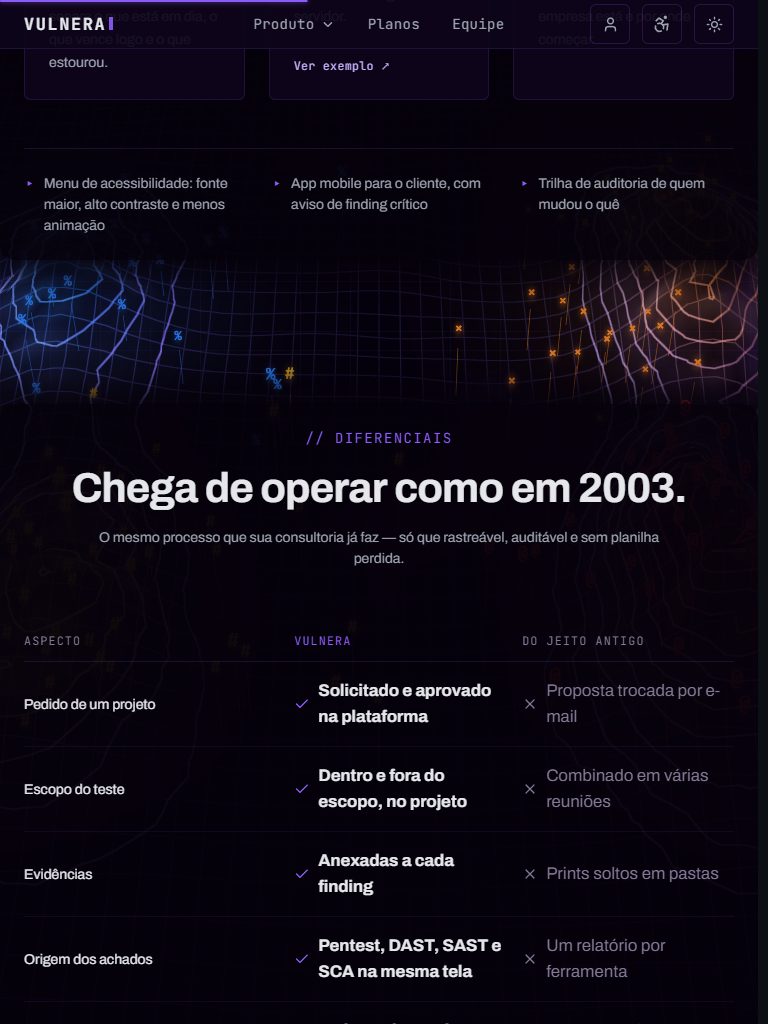 VULNERA
Produto
Planos
Equipe
que vence logo e o que
estourou.
Ver exemplo ↗
▸ Menu de acessibilidade: fonte
maior, alto contraste e menos
animação
▸ App mobile para o cliente, com
aviso de finding crítico
▸ Trilha de auditoria de quem
mudou o quê
// DIFERENCIAIS
Chega de operar como em 2003.
O mesmo processo que sua consultoria já faz — só que rastreável, auditável e sem planilha
perdida.
ASPECTO
VULNERA
DO JEITO ANTIGO
Pedido de um projeto
Solicitado e aprovado
na plataforma
Proposta trocada por e-
mail
Escopo do teste
Dentro e fora do
escopo, no projeto
Combinado em várias
reuniões
Evidências
Anexadas a cada
finding
Prints soltos em pastas
Origem dos achados
Pentest, DAST, SAST e
SCA na mesma tela
Um relatório por
ferramenta